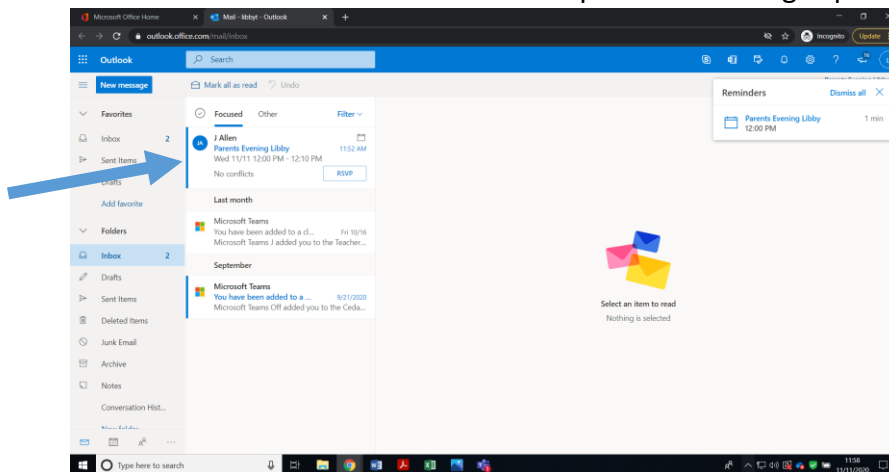 Microsoft Office Home
Mail - libbyt - Outlook
outlook.office.com/mail/inbox
Incognito
Update
Outlook
Search
New message
Mark all as read
Undo
Favorites
Inbox 2
Sent Items
Drafts
Add favorite
Folders
Inbox 2
Drafts
Sent Items
Deleted Items
Junk Email
Archive
Notes
Conversation Hist...
Focused Other Filter
JA
J Allen
Parents Evening Libby 11:52 AM
Wed 11/11 12:00 PM - 12:10 PM
No conflicts RSVP
Last month
Microsoft Teams
You have been added to a cl... Fri 10/16
Microsoft Teams J added you to the Teacher...
September
Microsoft Teams
You have been added to a ... 9/21/2020
Microsoft Teams Off added you to the Ceda...
Select an item to read
Nothing is selected
Reminders Dismiss all
Parents Evening Libby 1 min
12:00 PM
Type here to search
11:58
11/11/2020